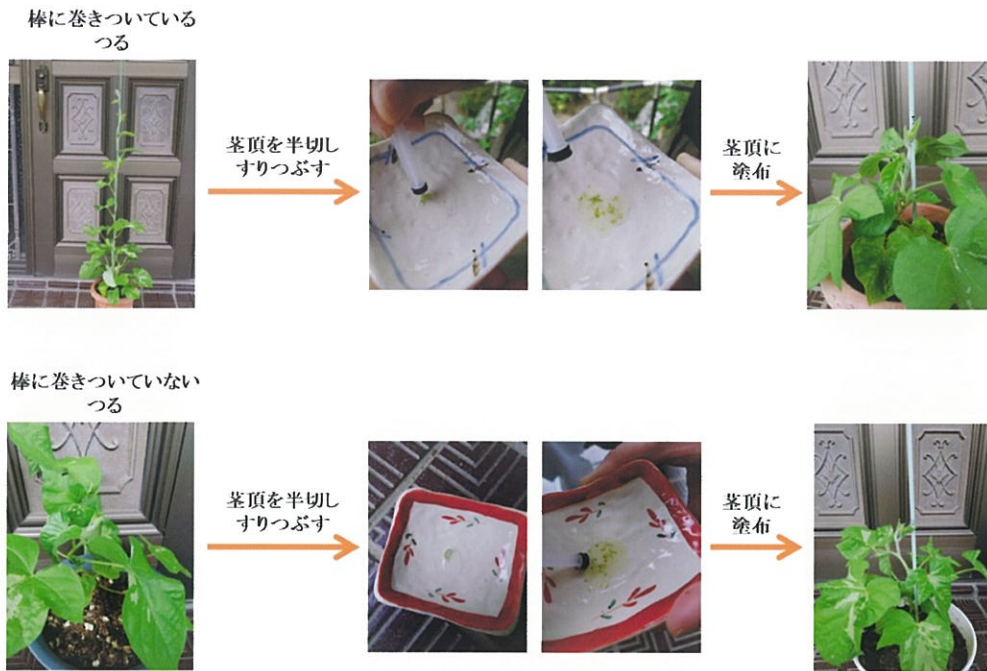 棒に巻きついている
つる
茎頂を半切し
すりつぶす
茎頂に
塗布
棒に巻きついていない
つる
茎頂を半切し
すりつぶす
茎頂に
塗布